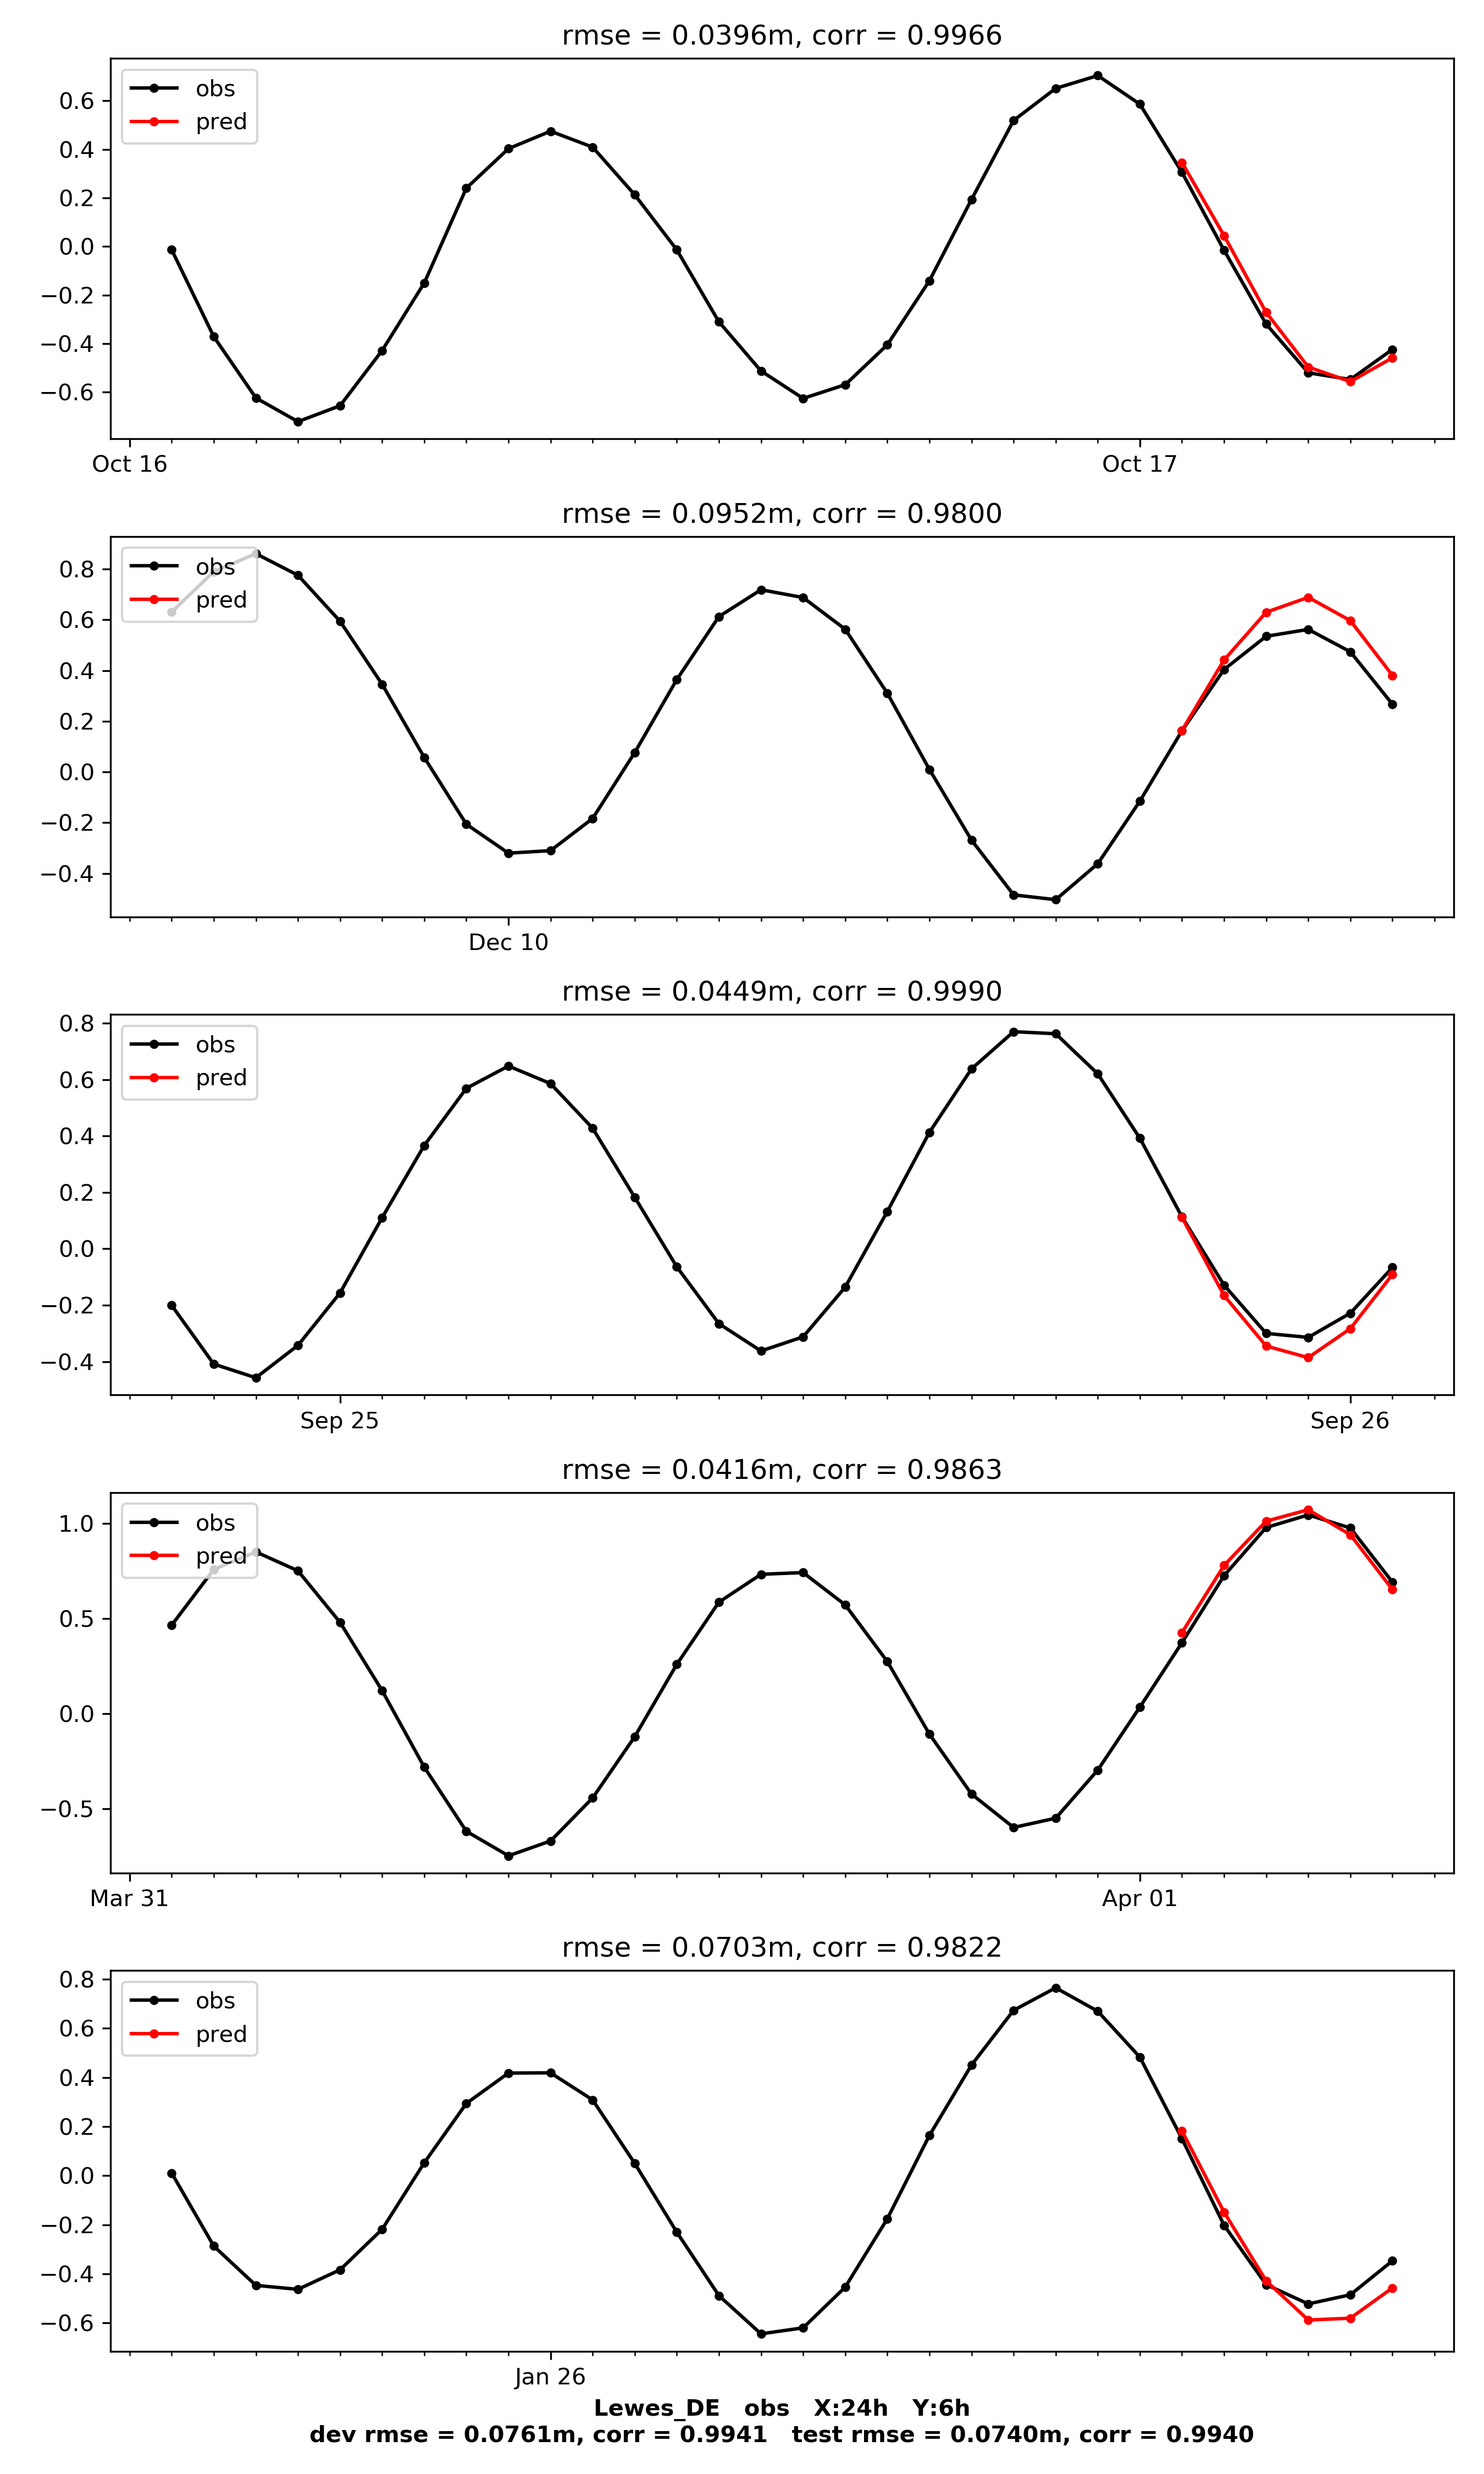 rmse = 0.0396m, corr = 0.9966
obs
pred
0.6
0.4
0.2
0.0
−0.2
−0.4
−0.6
Oct 16 Oct 17
rmse = 0.0952m, corr = 0.9800
obs
pred
0.8
0.6
0.4
0.2
0.0
−0.2
−0.4
Dec 10
rmse = 0.0449m, corr = 0.9990
obs
pred
0.8
0.6
0.4
0.2
0.0
−0.2
−0.4
Sep 25 Sep 26
rmse = 0.0416m, corr = 0.9863
obs
pred
1.0
0.5
0.0
−0.5
Mar 31 Apr 01
rmse = 0.0703m, corr = 0.9822
obs
pred
0.8
0.6
0.4
0.2
0.0
−0.2
−0.4
−0.6
Jan 26
Lewes_DE obs X:24h Y:6h
dev rmse = 0.0761m, corr = 0.9941 test rmse = 0.0740m, corr = 0.9940